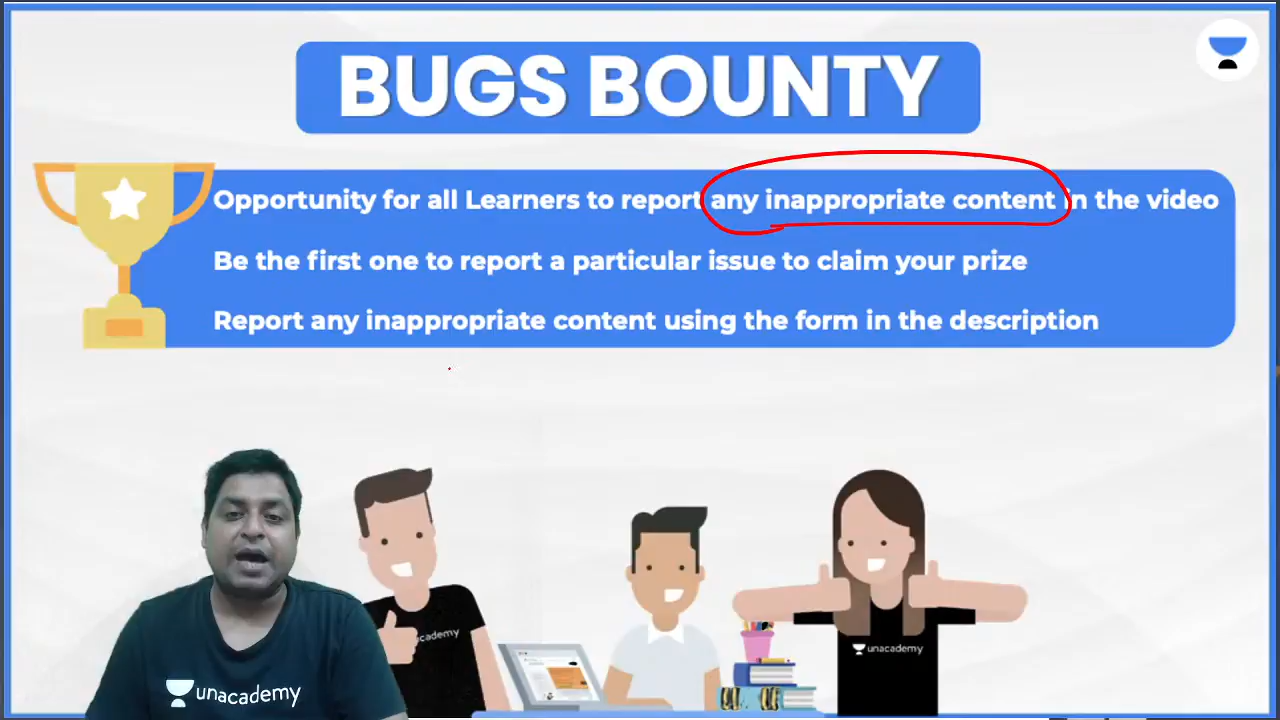 BUGS BOUNTY
Opportunity for all Learners to report any inappropriate content in the video
Be the first one to report a particular issue to claim your prize
Report any inappropriate content using the form in the description
unacademy
unacademy